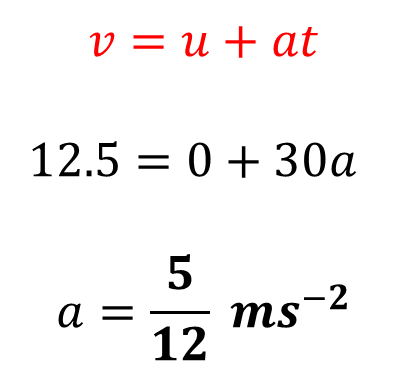 v = u + at
12.5 = 0 + 30a
a = 5/12 ms⁻²